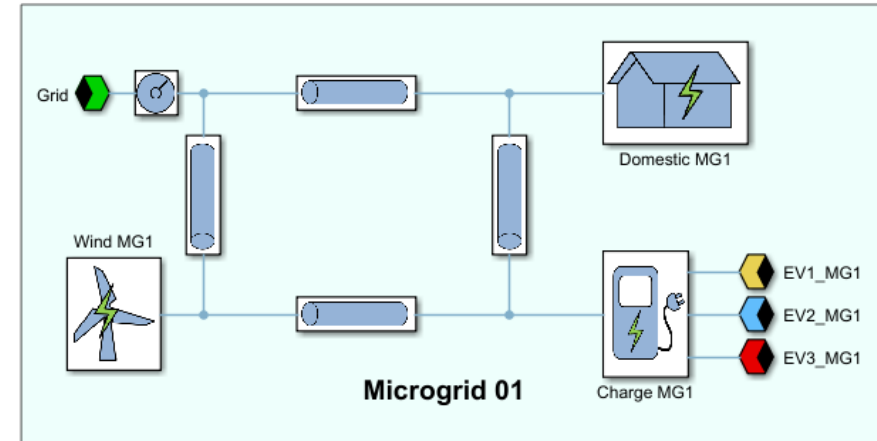 Grid
Domestic MG1
Wind MG1
EV1_MG1
EV2_MG1
EV3_MG1
Microgrid 01
Charge MG1